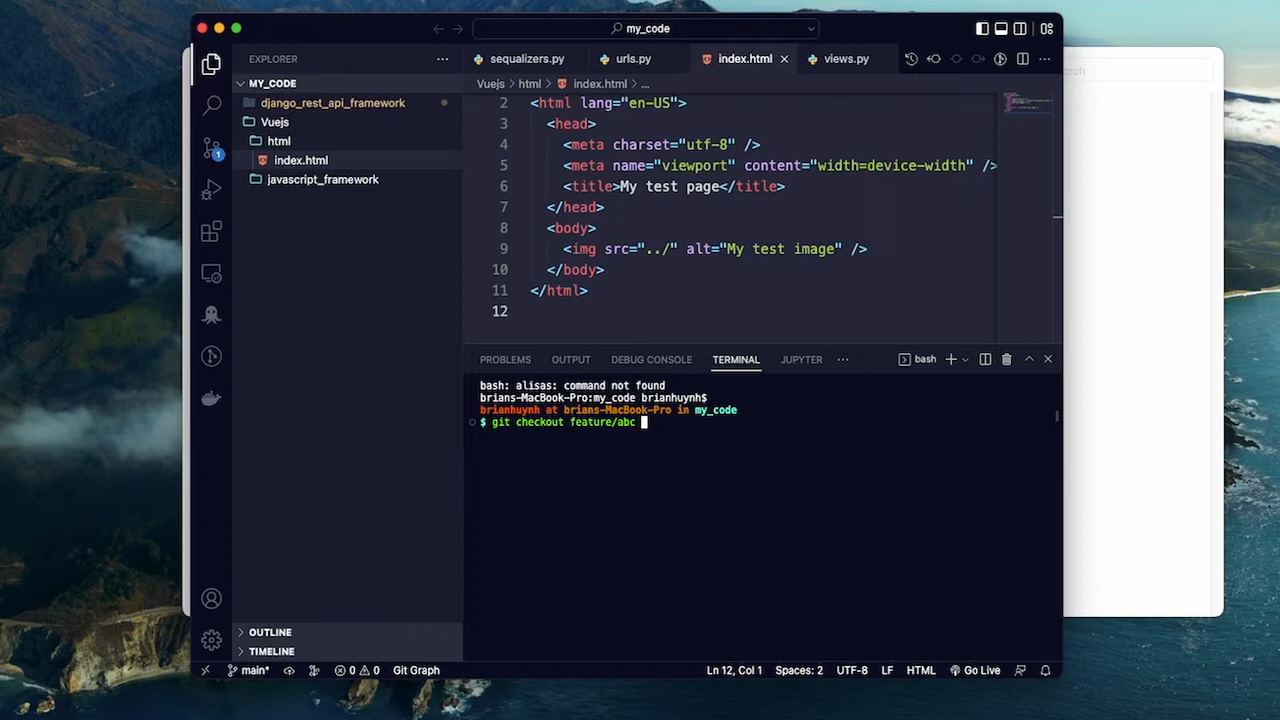 my_code
arch
EXPLORER
sequalizers.py
urls.py
index.html
views.py
MY_CODE
django_rest_api_framework
Vuejs
html
index.html
javascript_framework
Vuejs > html > index.html > ...
2 <html lang="en-US">
3 <head>
4 <meta charset="utf-8" />
5 <meta name="viewport" content="width=device-width" />
6 <title>My test page</title>
7 </head>
8 <body>
9 <img src="../" alt="My test image" />
10 </body>
11 </html>
12
PROBLEMS OUTPUT DEBUG CONSOLE TERMINAL JUPYTER ... bash
bash: alisas: command not found
brians-MacBook-Pro:my_code brianhuynh$
brianhuynh at brians-MacBook-Pro in my_code
$ git checkout feature/abc
1
OUTLINE
TIMELINE
main* 0 0 Git Graph Ln 12, Col 1 Spaces: 2 UTF-8 LF HTML Go Live